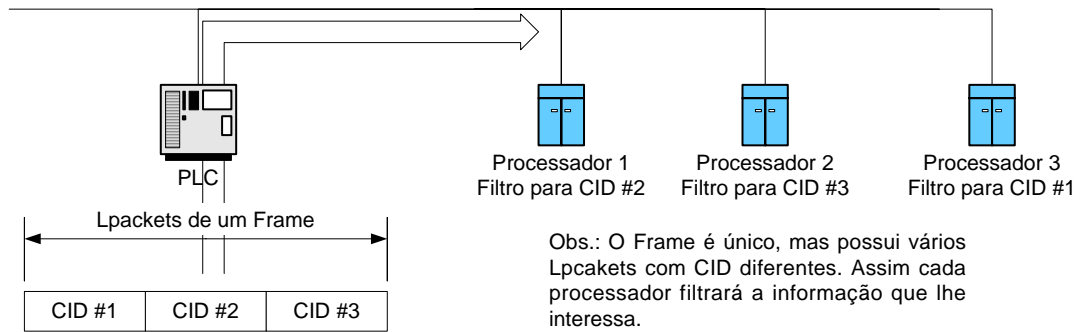 PLC
Processador 1
Filtro para CID #2
Processador 2
Filtro para CID #3
Processador 3
Filtro para CID #1
Lpackets de um Frame
CID #1
CID #2
CID #3
Obs.: O Frame é único, mas possui vários
Lpcakets com CID diferentes. Assim cada
processador filtrará a informação que lhe
interessa.